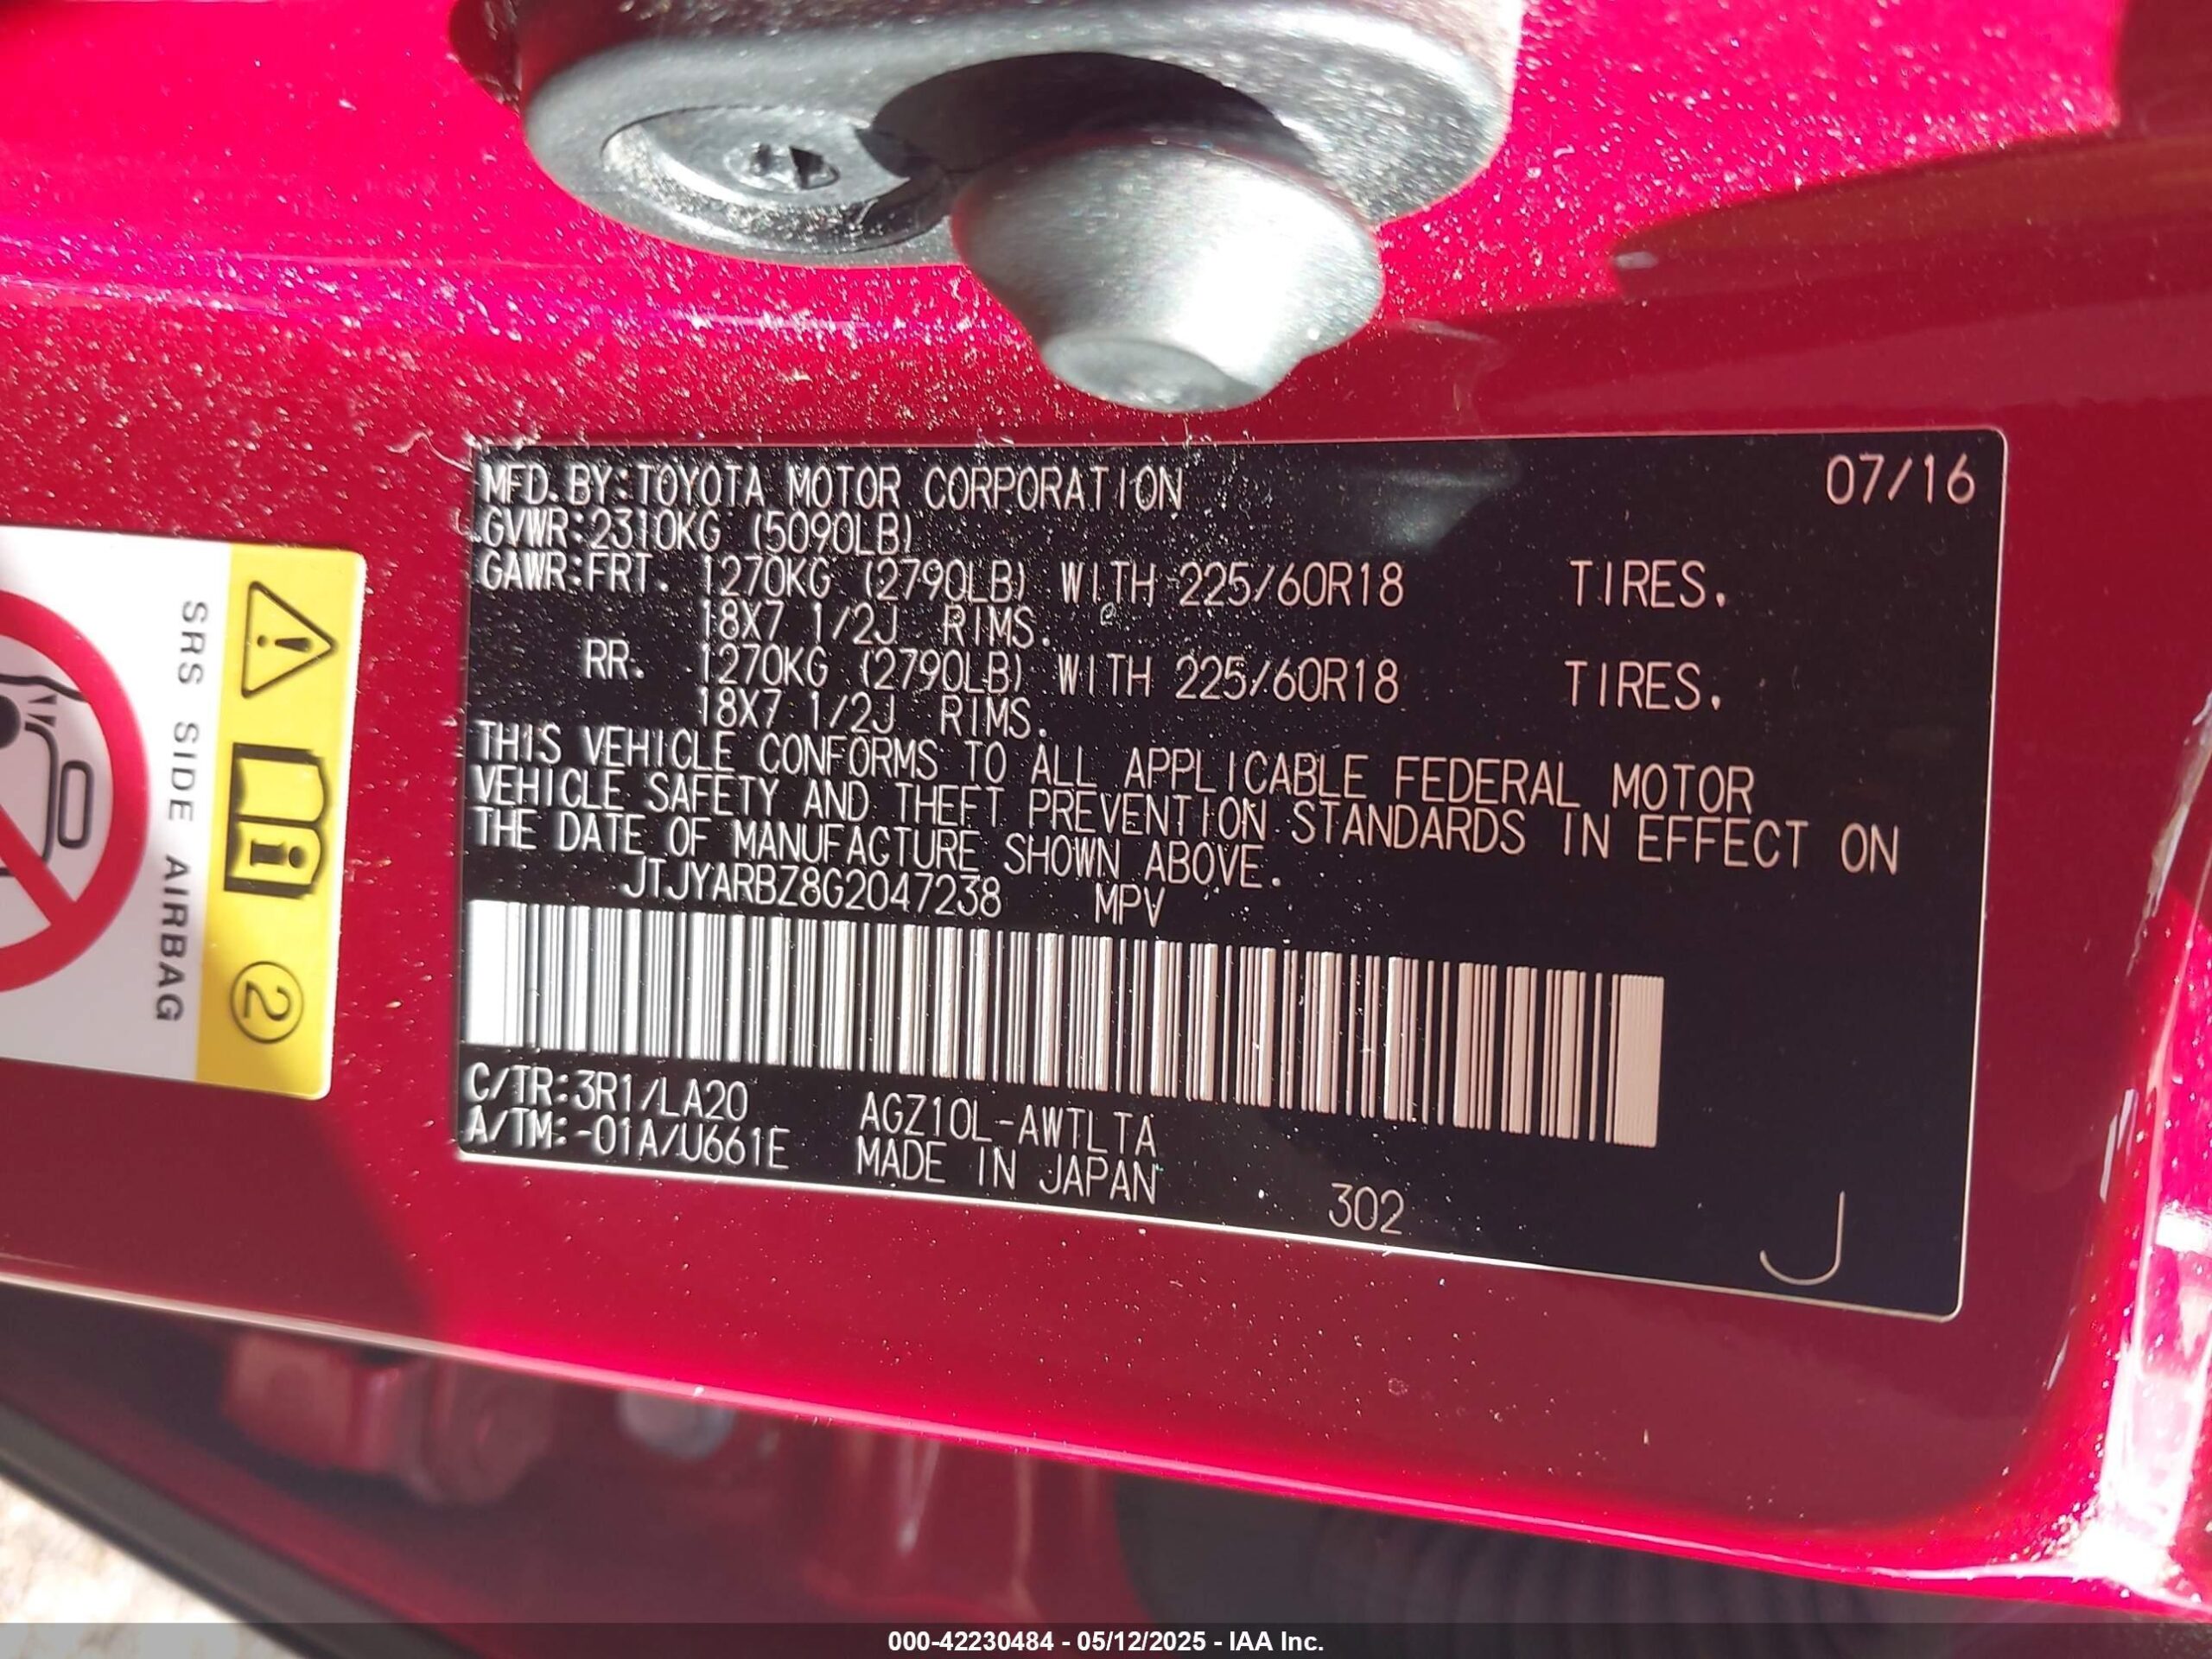 MFD.BY:TOYOTA MOTOR CORPORATION 07/16
GVWR:2310KG (5090LB)
GAWR:FRT. 1270KG (2790LB) WITH 225/60R18 TIRES.
18X7 1/2J RIMS.
RR. 1270KG (2790LB) WITH 225/60R18 TIRES.
18X7 1/2J RIMS.
THIS VEHICLE CONFORMS TO ALL APPLICABLE FEDERAL MOTOR
VEHICLE SAFETY AND THEFT PREVENTION STANDARDS IN EFFECT ON
THE DATE OF MANUFACTURE SHOWN ABOVE.
JTJYARBZ8G2047238 MPV
C/TR:3R1/LA20 AGZ10L-AWTLTA
A/TM:-01A/U661E MADE IN JAPAN 302
J
SRS SIDE AIRBAG
2
000-42230484 - 05/12/2025 - IAA Inc.